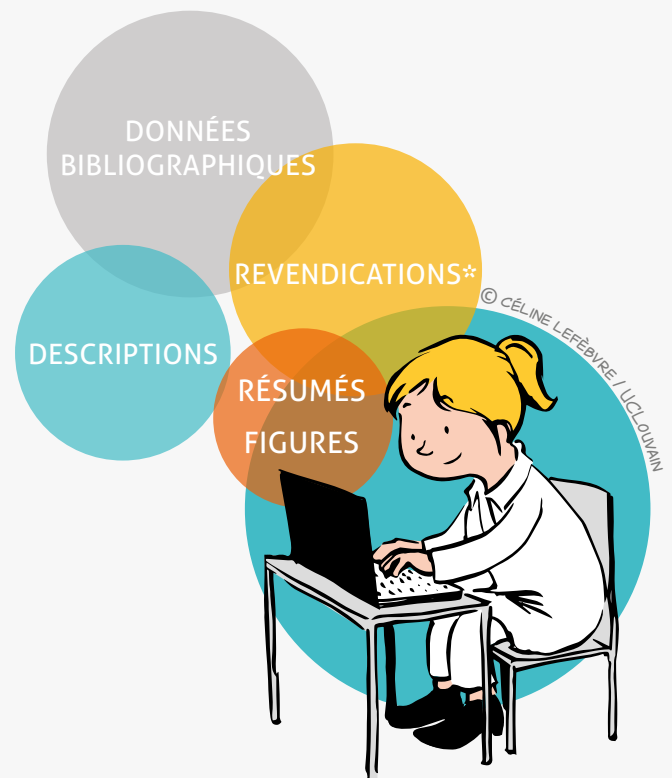 DONNÉES
BIBLIOGRAPHIQUES
REVENDICATIONS*
DESCRIPTIONS
RÉSUMÉS
FIGURES
© CÉLINE LEFÈBVRE / UCLOUVAIN